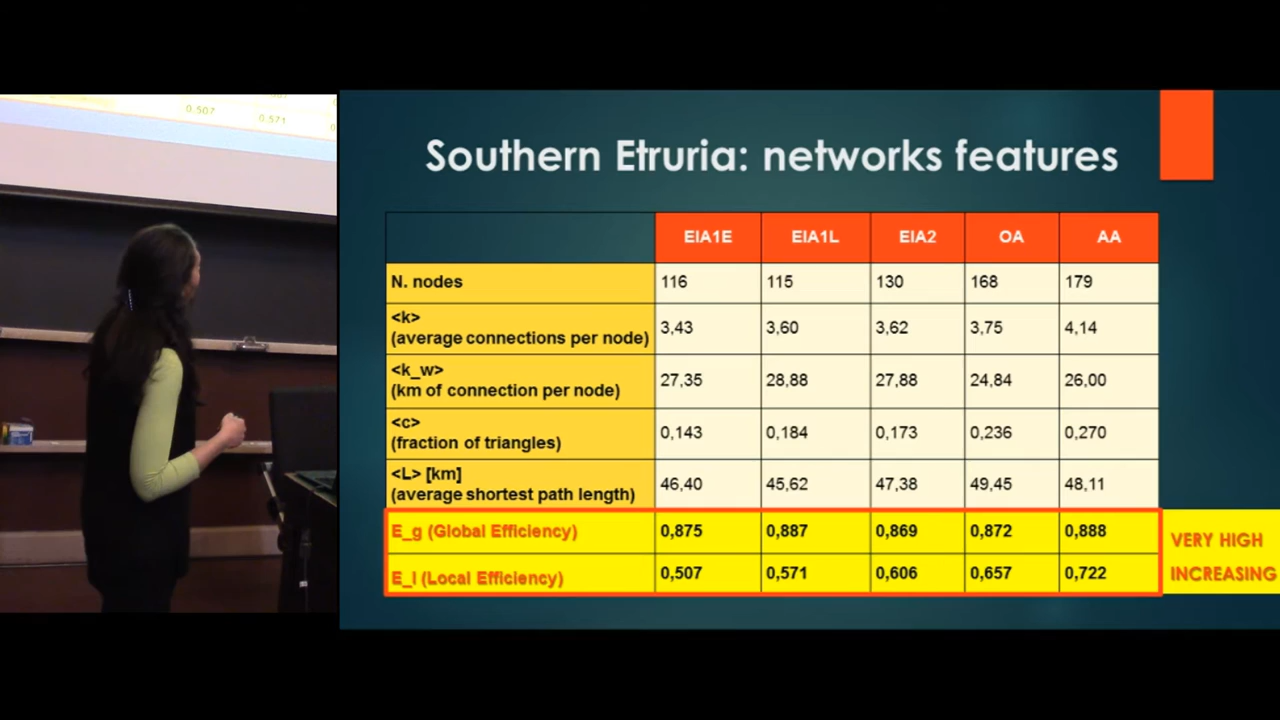 0.507
0.571
Southern Etruria: networks features
EIA1E EIA1L EIA2 OA AA
N. nodes 116 115 130 168 179
<k>
(average connections per node) 3,43 3,60 3,62 3,75 4,14
<k_w>
(km of connection per node) 27,35 28,88 27,88 24,84 26,00
<c>
(fraction of triangles) 0,143 0,184 0,173 0,236 0,270
<L> [km]
(average shortest path length) 46,40 45,62 47,38 49,45 48,11
E_g (Global Efficiency) 0,875 0,887 0,869 0,872 0,888 VERY HIGH
E_l (Local Efficiency) 0,507 0,571 0,606 0,657 0,722 INCREASING